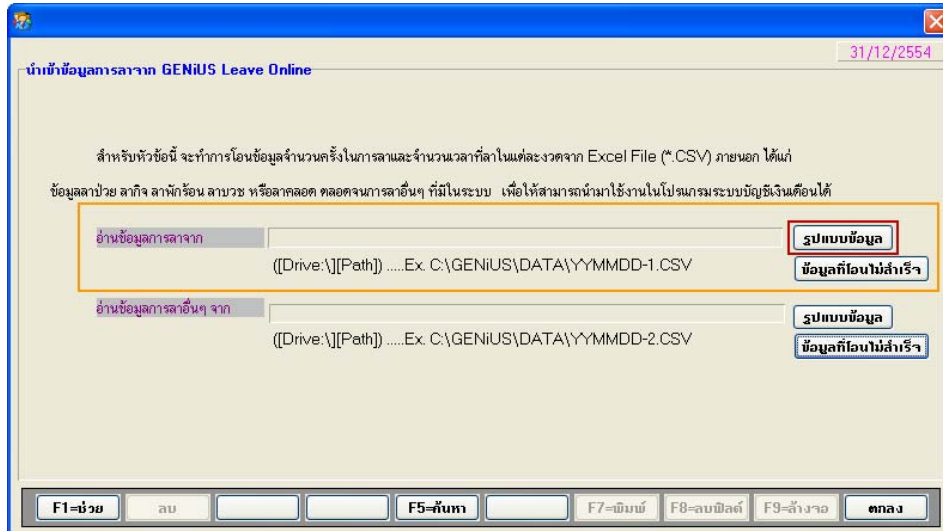 31/12/2554
นำเข้าข้อมูลการลาจาก GENiUS Leave Online
สำหรับหัวข้อนี้ จะทำการโอนข้อมูลจำนวนครั้งในการลาและจำนวนเวลาที่ลาในแต่ละงวดจาก Excel File (*.CSV) ภายนอก ได้แก่
ข้อมูลลาป่วย ลากิจ ลาพักร้อน ลาบวช หรือลาคลอด ตลอดจนการลาอื่นๆ ที่มีในระบบ เพื่อให้สามารถนำมาใช้งานในโปรแกรมระบบบัญชีเงินเดือนได้
อ่านข้อมูลการลาจาก รูปแบบข้อมูล
([Drive:\][Path]) .....Ex. C:\GENiUS\DATA\YYMMDD-1.CSV ข้อมูลที่โอนไม่สำเร็จ
อ่านข้อมูลการลาอื่นๆ จาก รูปแบบข้อมูล
([Drive:\][Path]) .....Ex. C:\GENiUS\DATA\YYMMDD-2.CSV ข้อมูลที่โอนไม่สำเร็จ
F1=ช่วย ลบ F5=ค้นหา F7=พิมพ์ F8=ลบฟิลด์ F9=ล้างจอ ตกลง